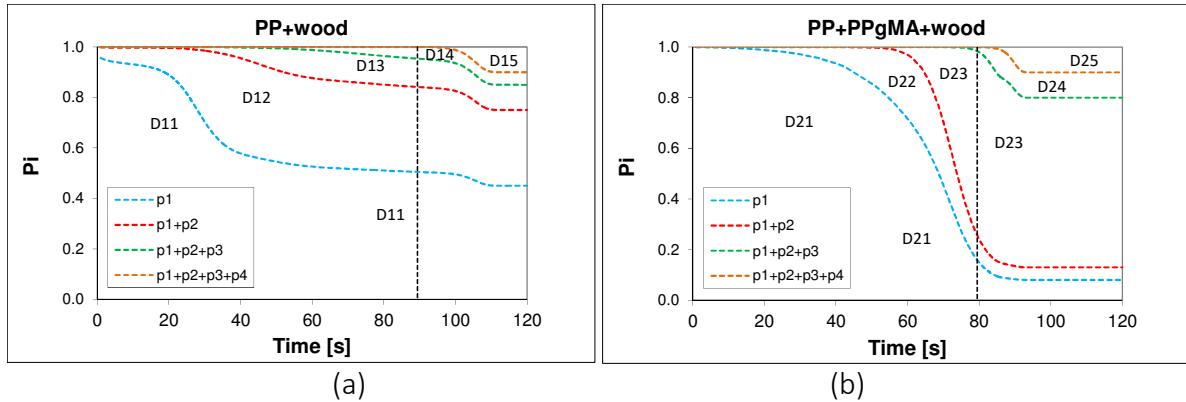 PP+wood
1.0
0.8
0.6
0.4
0.2
0.0
Pi
D11
D12
D13
D14
D15
D11
p1
p1+p2
p1+p2+p3
p1+p2+p3+p4
0 20 40 60 80 100 120
Time [s]
(a)
PP+PPgMA+wood
1.0
0.8
0.6
0.4
0.2
0.0
Pi
D21
D22
D23
D25
D24
D23
D21
p1
p1+p2
p1+p2+p3
p1+p2+p3+p4
0 20 40 60 80 100 120
Time [s]
(b)